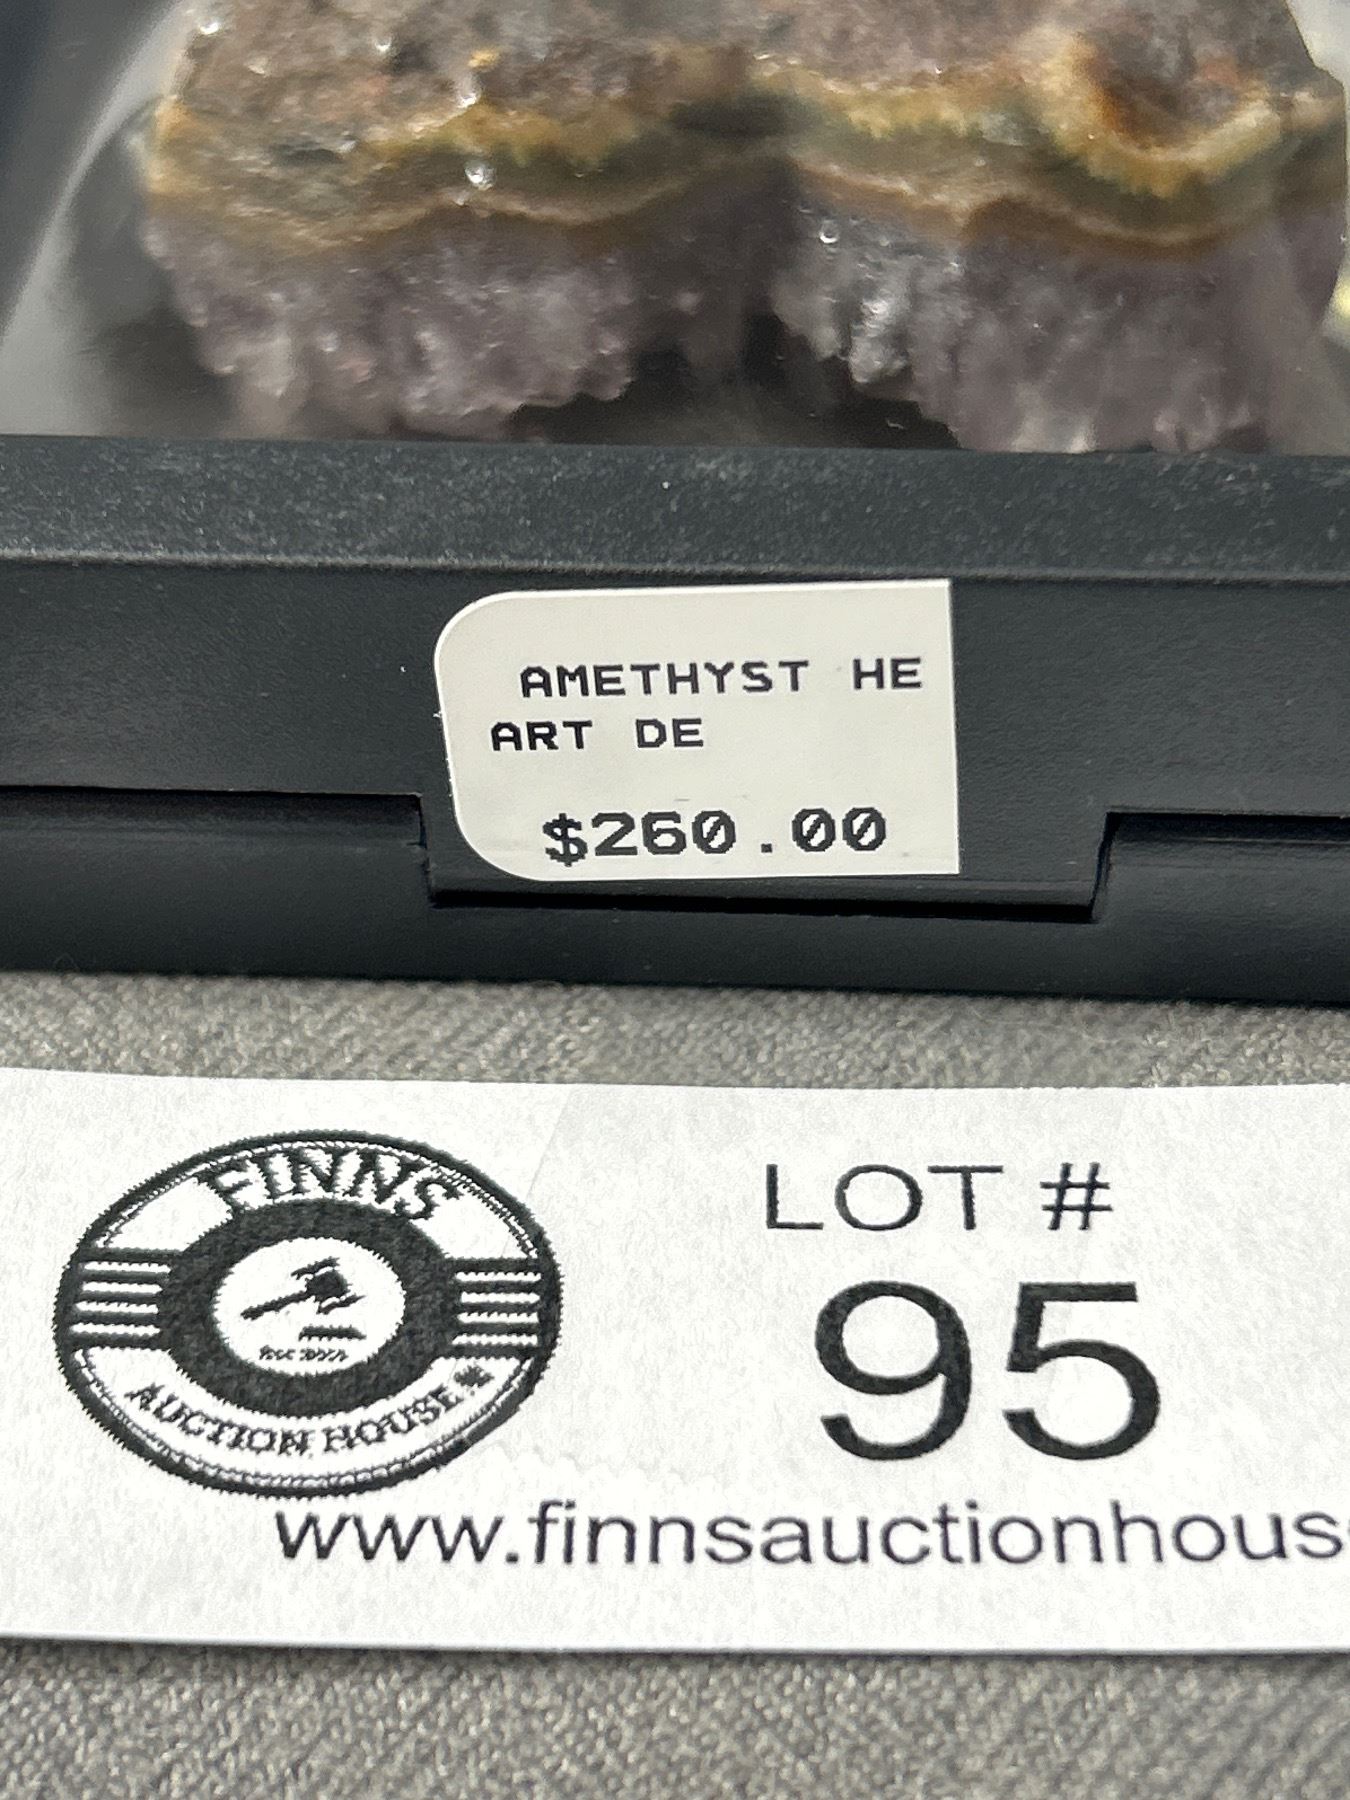 AMETHYST HE
ART DE
$260.00
FINNS
AUCTION HOUSE
LOT #
95
www.finnsauctionhous